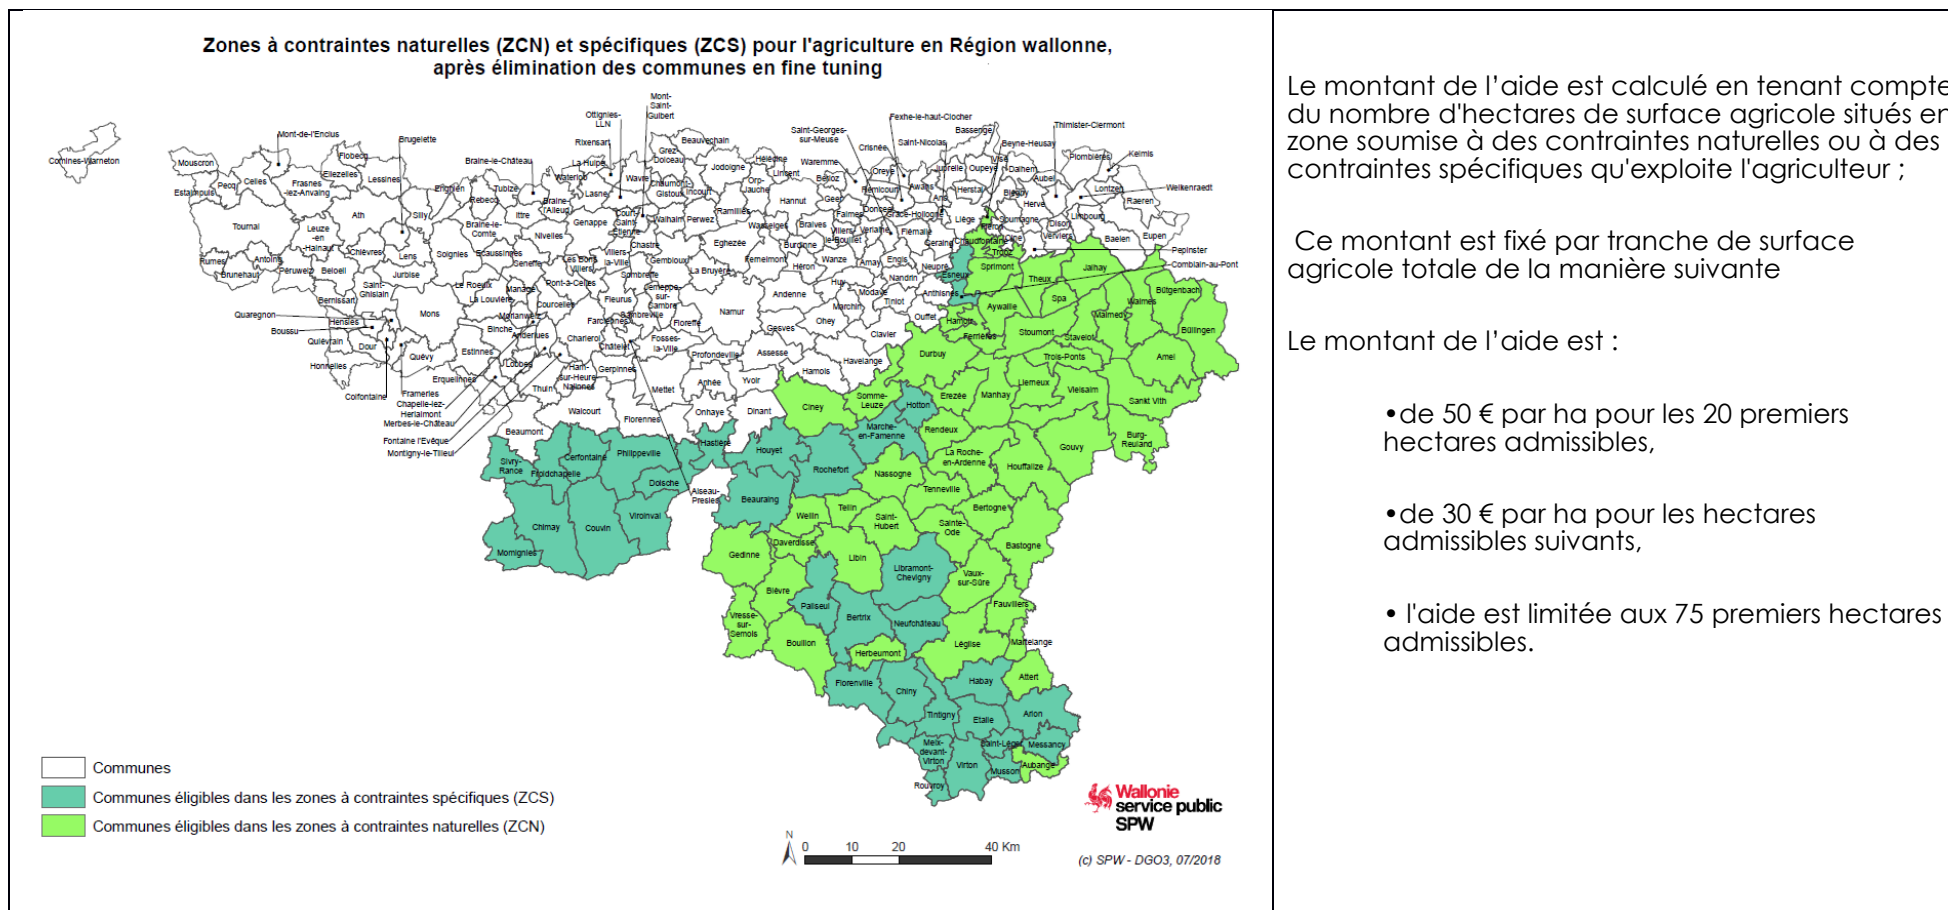 Zones à contraintes naturelles (ZCN) et spécifiques (ZCS) pour l'agriculture en Région wallonne,
après élimination des communes en fine tuning
Mont-Saint-Guibert
Ottignies-LLN
Fexhe-le-haut-Clocher
Bassenge
Thimister-Clermont
Saint-Georges-sur-Meuse
Saint-Nicolas
Beyne-Heusay
Mont-de-l'Enclus
Brugelette
Rixensart
Beauvechain
Crisnée
Visé
Comines-Warneton
Mouscron
Flobecq
Braine-le-Château
La Hulpe
Grez-Doiceau
Hélécine
Waremme
Oreye
Juprelle
Oupeye
Dalhem
Plombières
Kelmis
Estaimpuis
Pecq
Celles
Frasnes-lez-Anvaing
Ellezelles
Lessines
Enghien
Tubize
Waterloo
Wavre
Jodoigne
Lincent
Berloz
Remicourt
Awans
Herstal
Blegny
Aubel
Lontzen
Welkenraedt
Rebecq
Lasne
Chaumont-Gistoux
Incourt
Orp-Jauche
Hannut
Geer
Donceel
Ans
Herve
Raeren
Tournai
Leuze-en-Hainaut
Ath
Silly
Ittre
Braine-l'Alleud
Genappe
Court-Saint-Etienne
Walhain
Perwez
Ramillies
Wasseiges
Braives
Faimes
Grâce-Hollogne
Liège
Soumagne
Limbourg
Dison
Verviers
Baelen
Eupen
Chièvres
Braine-le-Comte
Nivelles
Villers-la-Ville
Chastre
Eghezée
Burdinne
Villers-le-Bouillet
Verlaine
Flémalle
Seraing
Chaudfontaine
Fléron
Olne
Trooz
Pepinster
Rumes
Antoing
Brunehaut
Péruwelz
Beloeil
Lens
Soignies
Ecaussinnes
Seneffe
Les Bons Villers
Gembloux
Fernelmont
Héron
Wanze
Amay
Engis
Neupré
Esneux
Sprimont
Theux
Jalhay
Comblain-au-Pont
Bernissart
Saint-Ghislain
Jurbise
Le Roeulx
Manage
Pont-à-Celles
Sombreffe
La Bruyère
Huy
Nandrin
Modave
Tinlot
Anthisnes
Aywaille
Spa
Waimes
Bütgenbach
La Louvière
Courcelles
Fleurus
Jemeppe-sur-Sambre
Andenne
Marchin
Quaregnon
Hensies
Boussu
Mons
Morlanwelz
Binche
Anderlues
Farciennes
Sambreville
Floreffe
Namur
Gesves
Ohey
Ouffet
Hamoir
Ferrières
Stoumont
Malmedy
Stavelot
Büllingen
Quiévrain
Dour
Quévy
Estinnes
Charleroi
Châtelet
Fosses-la-Ville
Profondeville
Assesse
Clavier
Havelange
Durbuy
Trois-Ponts
Amel
Honnelles
Erquelinnes
Lobbes
Thuin
Ham-sur-Heure Nalinnes
Gerpinnes
Mettet
Anhée
Yvoir
Hamois
Colfontaine
Frameries
Chapelle-lez-Herlaimont
Merbes-le-Château
Fontaine l'Evêque
Montigny-le-Tilleul
Beaumont
Walcourt
Florennes
Onhaye
Dinant
Ciney
Somme-Leuze
Hotton
Erezée
Manhay
Lierneux
Vielsalm
Sankt Vith
Marche-en-Famenne
Rendeux
Burg-Reuland
Gouvy
Sivry-Rance
Froidchapelle
Cerfontaine
Philippeville
Hastière
Houyet
Rochefort
Nassogne
La Roche-en-Ardenne
Houffalize
Doische
Aiseau-Presles
Beauraing
Tenneville
Bertogne
Chimay
Couvin
Viroinval
Momignies
Wellin
Tellin
Saint-Hubert
Sainte-Ode
Bastogne
Gedinne
Daverdisse
Libin
Libramont-Chevigny
Vaux-sur-Sûre
Bièvre
Paliseul
Bertrix
Neufchâteau
Fauvillers
Vresse-sur-Semois
Bouillon
Herbeumont
Léglise
Martelange
Florenville
Chiny
Habay
Attert
Tintigny
Etalle
Arlon
Meix-devant-Virton
Virton
Saint-Léger
Messancy
Musson
Aubange
Rouvroy
Communes
Communes éligibles dans les zones à contraintes spécifiques (ZCS)
Communes éligibles dans les zones à contraintes naturelles (ZCN)
N
0 10 20 40 Km
Wallonie
service public
SPW
(c) SPW - DGO3, 07/2018
Le montant de l’aide est calculé en tenant compte
du nombre d'hectares de surface agricole situés en
zone soumise à des contraintes naturelles ou à des
contraintes spécifiques qu'exploite l'agriculteur ;
Ce montant est fixé par tranche de surface
agricole totale de la manière suivante
Le montant de l’aide est :
•de 50 € par ha pour les 20 premiers
hectares admissibles,
•de 30 € par ha pour les hectares
admissibles suivants,
• l'aide est limitée aux 75 premiers hectares
admissibles.